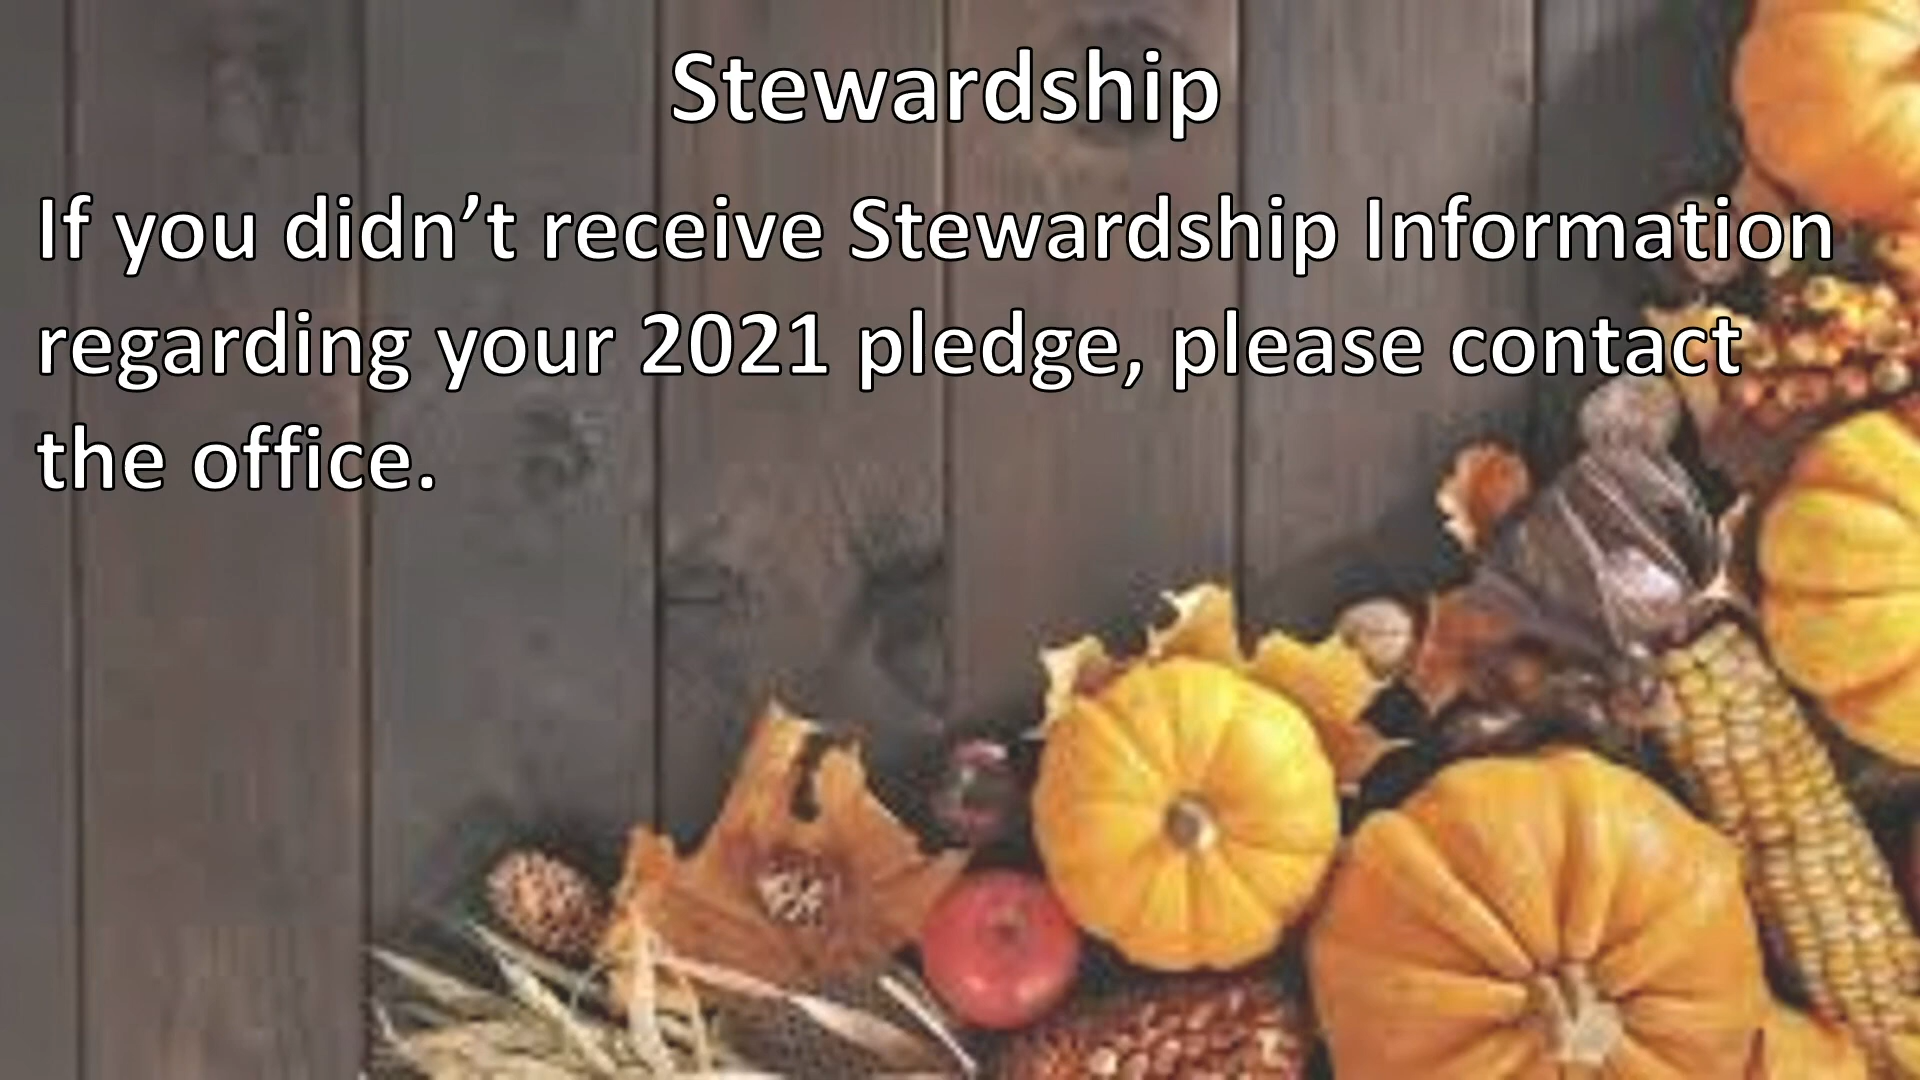 Stewardship
If you didn’t receive Stewardship Information
regarding your 2021 pledge, please contact
the office.